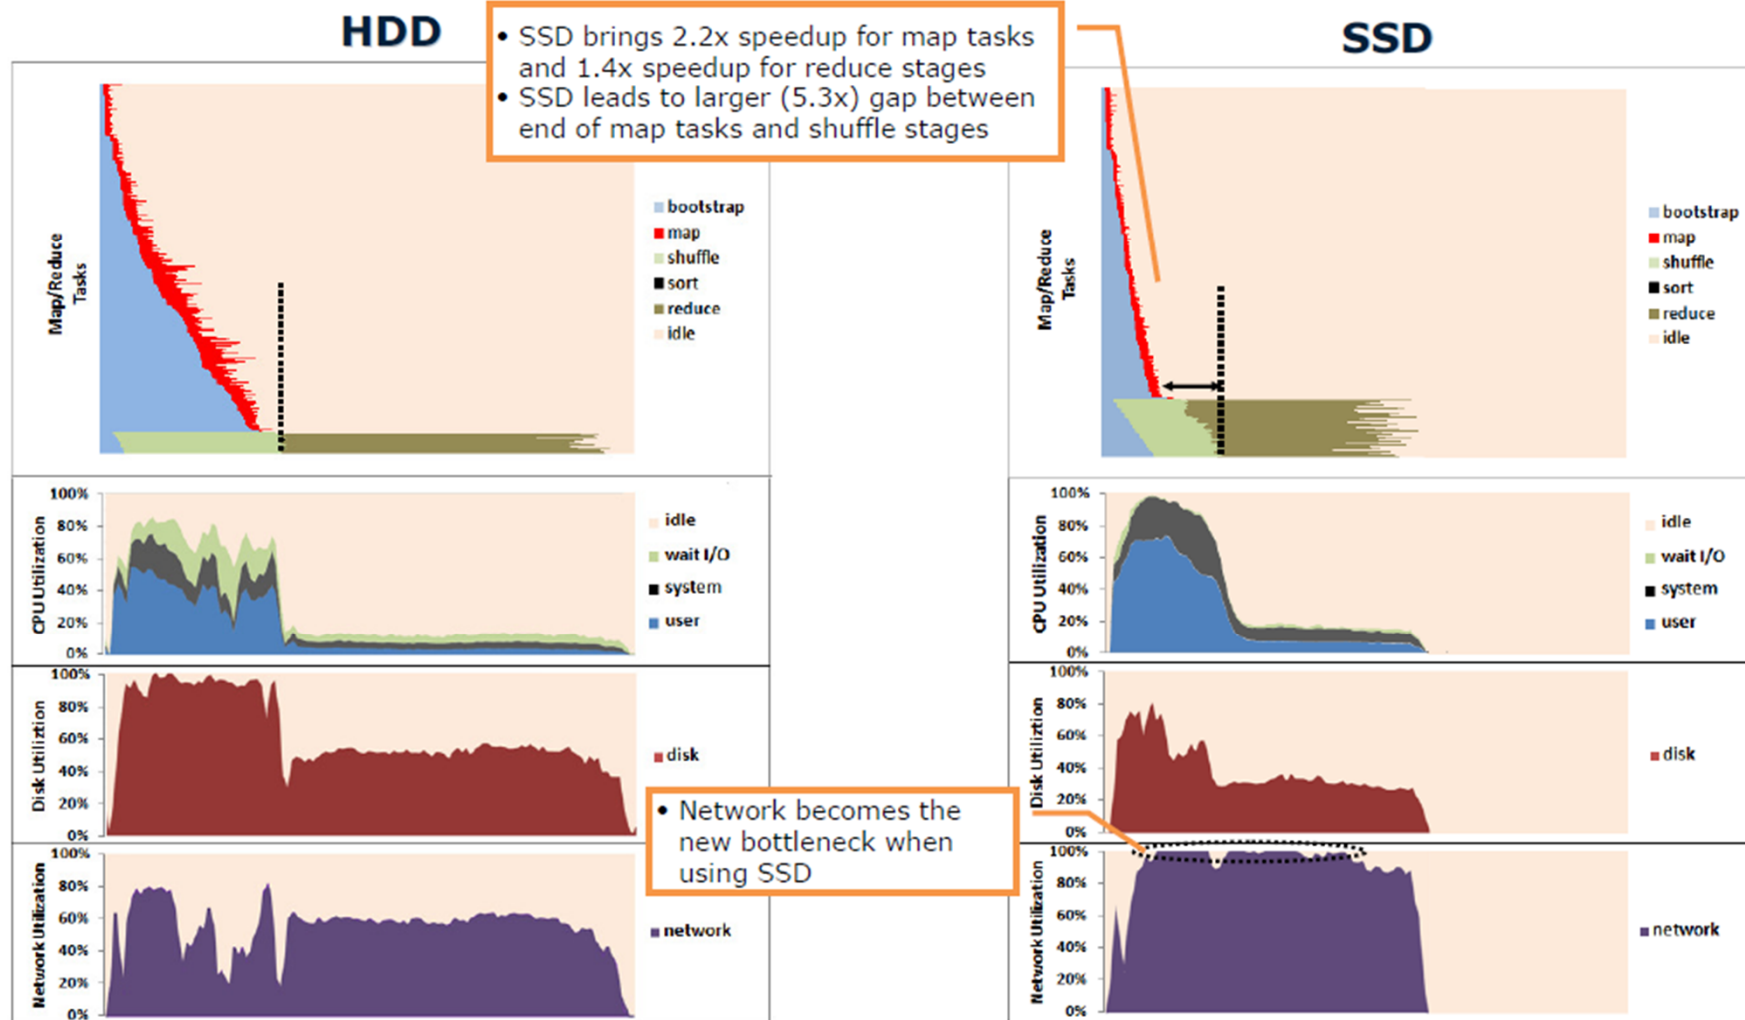 HDD
• SSD brings 2.2x speedup for map tasks
and 1.4x speedup for reduce stages
• SSD leads to larger (5.3x) gap between
end of map tasks and shuffle stages
SSD
Map/Reduce
Tasks
bootstrap
map
shuffle
sort
reduce
idle
Map/Reduce
Tasks
bootstrap
map
shuffle
sort
reduce
idle
CPU Utilization
100%
80%
60%
40%
20%
0%
idle
wait I/O
system
user
CPU Utilization
100%
80%
60%
40%
20%
0%
idle
wait I/O
system
user
Disk Utiliztion
100%
80%
60%
40%
20%
0%
disk
Disk Utilization
100%
80%
60%
40%
20%
0%
disk
• Network becomes the
new bottleneck when
using SSD
Network Utilization
100%
80%
60%
40%
20%
0%
network
Network Utilization
100%
80%
60%
40%
20%
0%
network